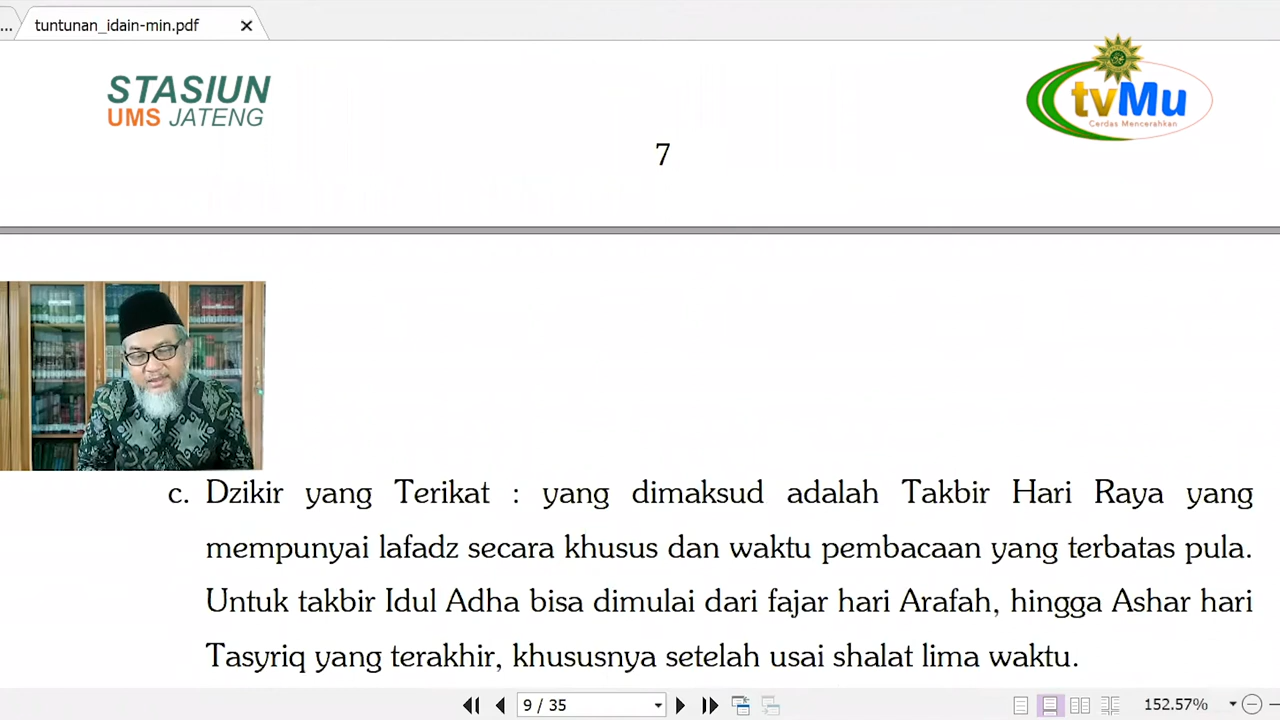 ... tuntunan_idain-min.pdf
STASIUN
UMS JATENG
tvMu
Cerdas Mencerahkan
7
c. Dzikir yang Terikat : yang dimaksud adalah Takbir Hari Raya yang
mempunyai lafadz secara khusus dan waktu pembacaan yang terbatas pula.
Untuk takbir Idul Adha bisa dimulai dari fajar hari Arafah, hingga Ashar hari
Tasyriq yang terakhir, khususnya setelah usai shalat lima waktu.
9 / 35
152.57%